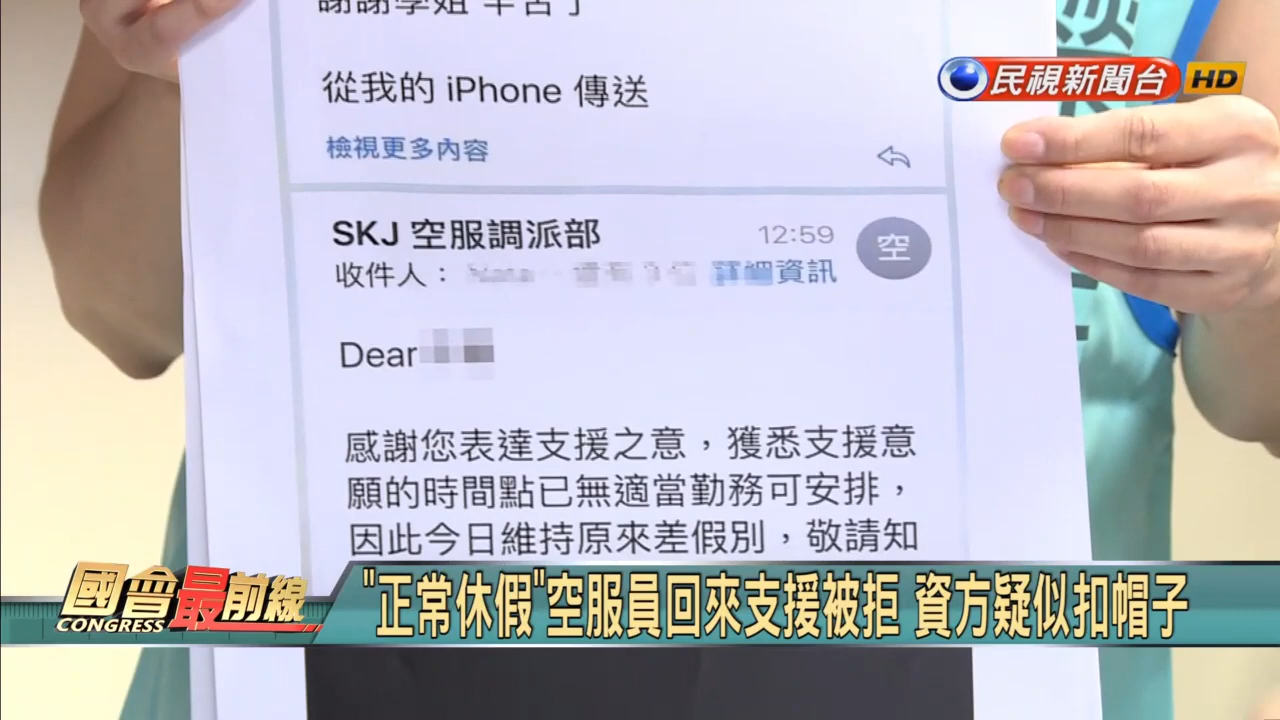 謝謝學姐 辛苦了
從我的 iPhone 傳送
民視新聞台 HD
檢視更多內容
SKJ 空服調派部
12:59
空
收件人：
詳細資訊
Dear
感謝您表達支援之意，獲悉支援意
願的時間點已無適當勤務可安排，
因此今日維持原來差假別，敬請知
國會最前線
CONGRESS
"正常休假"空服員回來支援被拒 資方疑似扣帽子